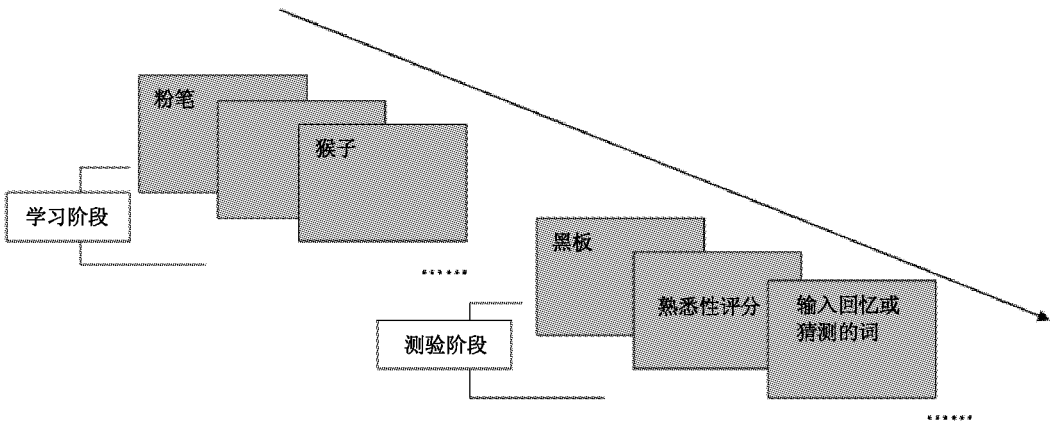 粉笔
猴子
学习阶段
黑板
熟悉性评分
输入回忆或
猜测的词
测验阶段